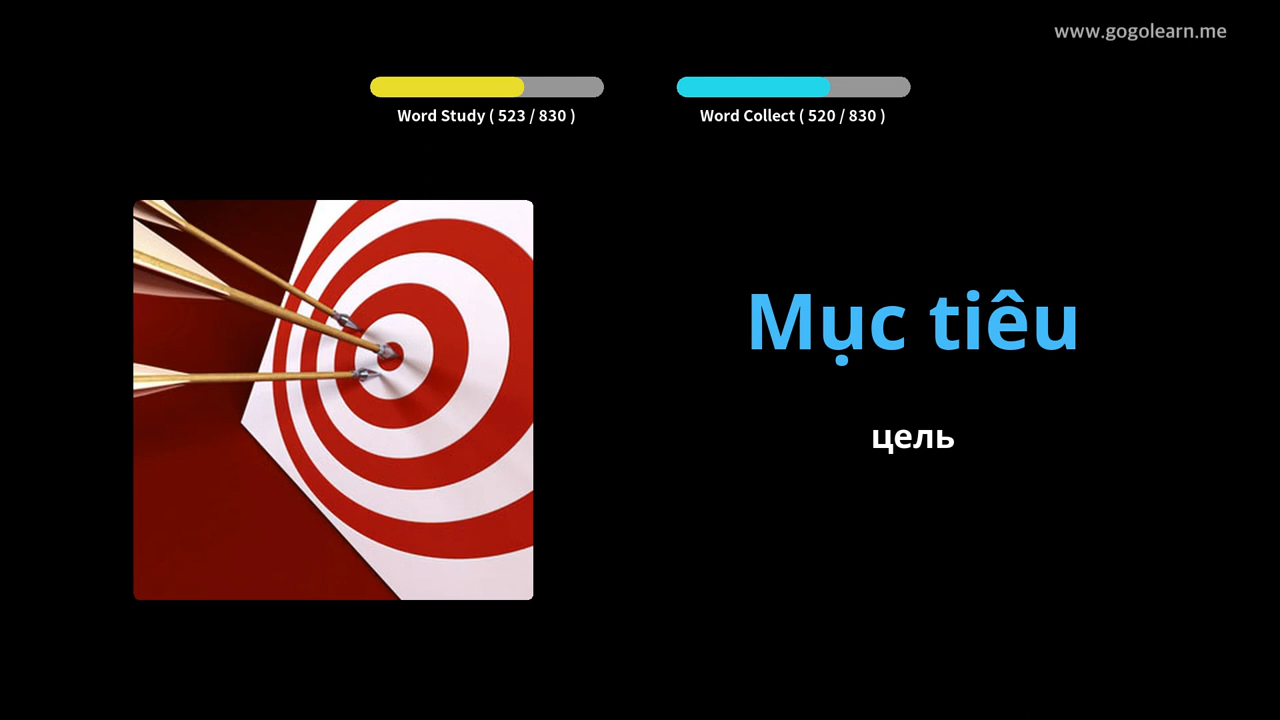 www.gogolearn.me
Word Study ( 523 / 830 )
Word Collect ( 520 / 830 )
Mục tiêu
цель